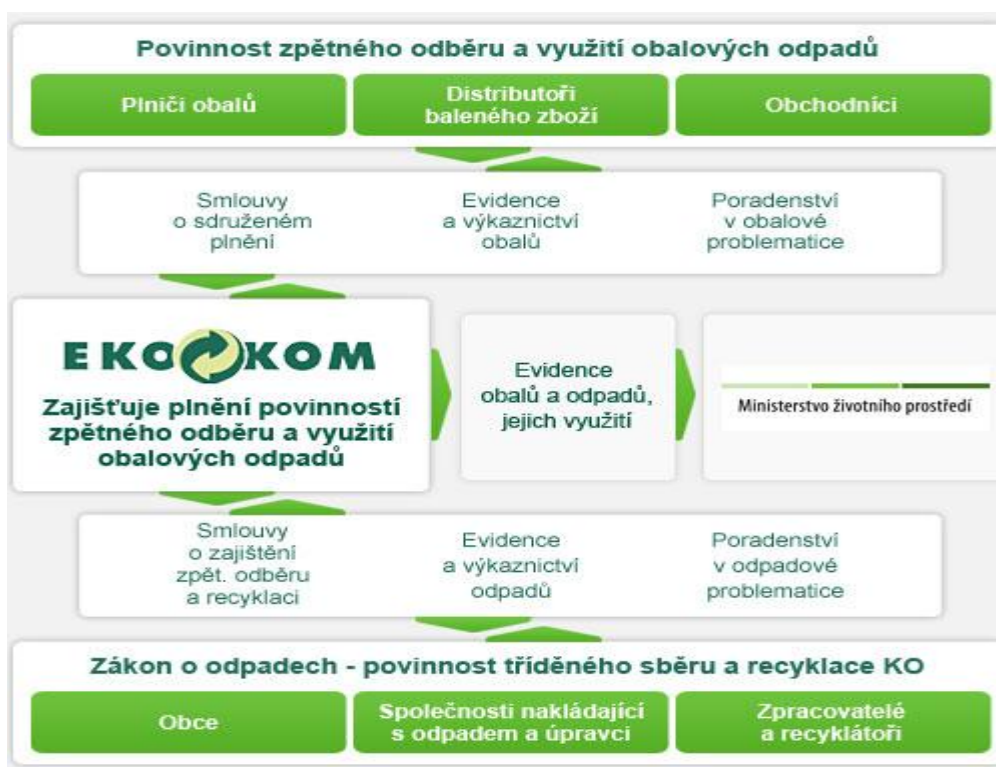 Povinnost zpětného odběru a využití obalových odpadů
Plniči obalů
Distributoři
baleného zboží
Obchodníci
Smlouvy
o sdruženém
plnění
Evidence
a výkaznictví
obalů
Poradenství
v obalové
problematice
EKO KOM
Zajišťuje plnění povinností
zpětného odběru a využití
obalových odpadů
Evidence
obalů a odpadů,
jejich využití
Ministerstvo životního prostředí
Smlouvy
o zajištění
zpět. odběru
a recyklaci
Evidence
a výkaznictví
odpadů
Poradenství
v odpadové
problematice
Zákon o odpadech - povinnost tříděného sběru a recyklace KO
Obce
Společnosti nakládající
s odpadem a úpravci
Zpracovatelé
a recyklátoři